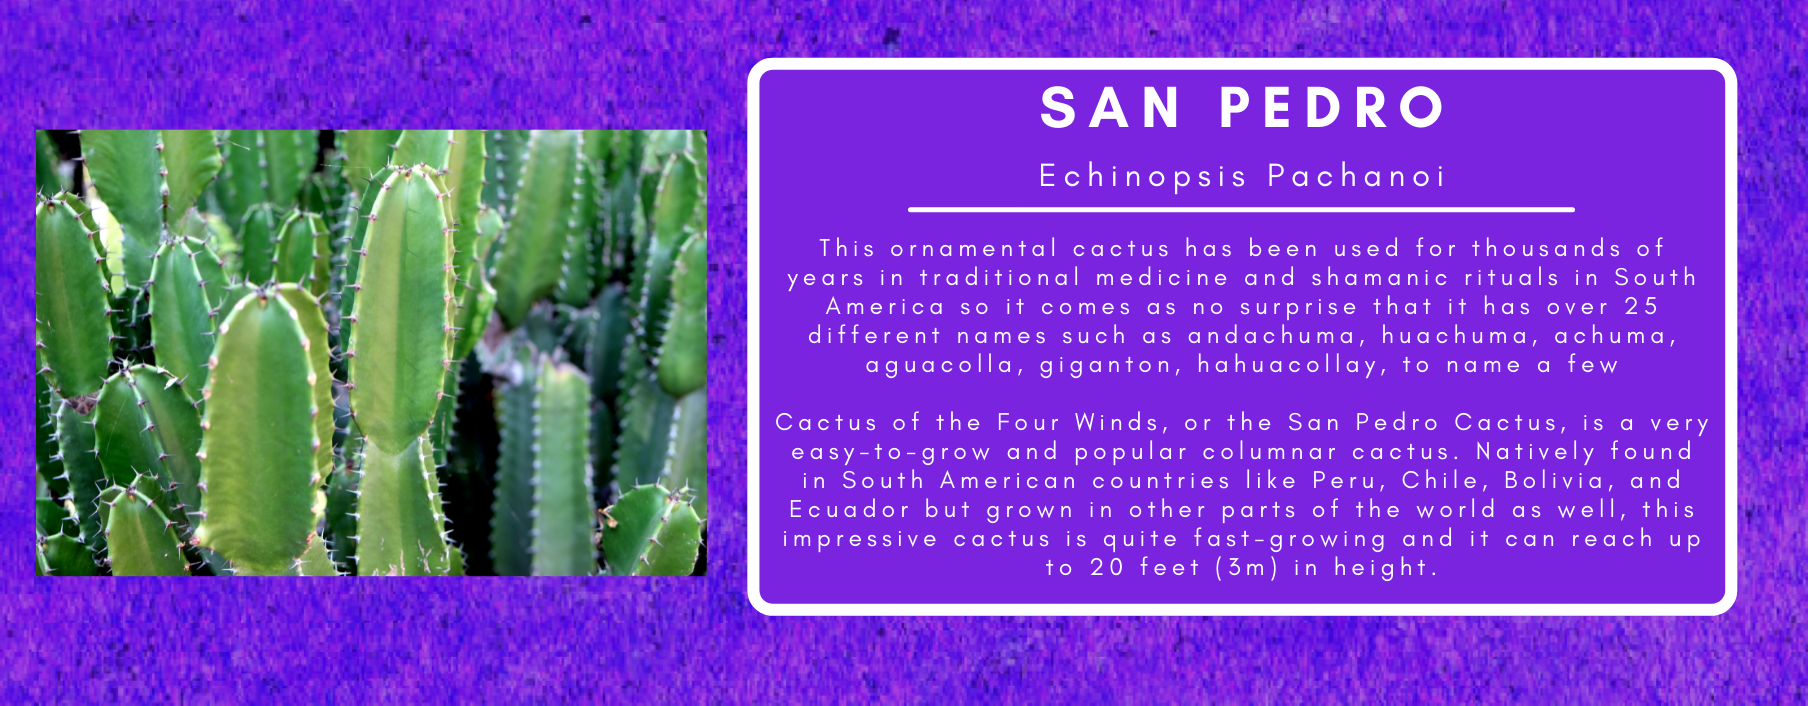 SAN PEDRO
Echinopsis Pachanoi
This ornamental cactus has been used for thousands of
years in traditional medicine and shamanic rituals in South
America so it comes as no surprise that it has over 25
different names such as andachuma, huachuma, achuma,
aguacolla, giganton, hahuacollay, to name a few
Cactus of the Four Winds, or the San Pedro Cactus, is a very
easy-to-grow and popular columnar cactus. Natively found
in South American countries like Peru, Chile, Bolivia, and
Ecuador but grown in other parts of the world as well, this
impressive cactus is quite fast-growing and it can reach up
to 20 feet (3m) in height.